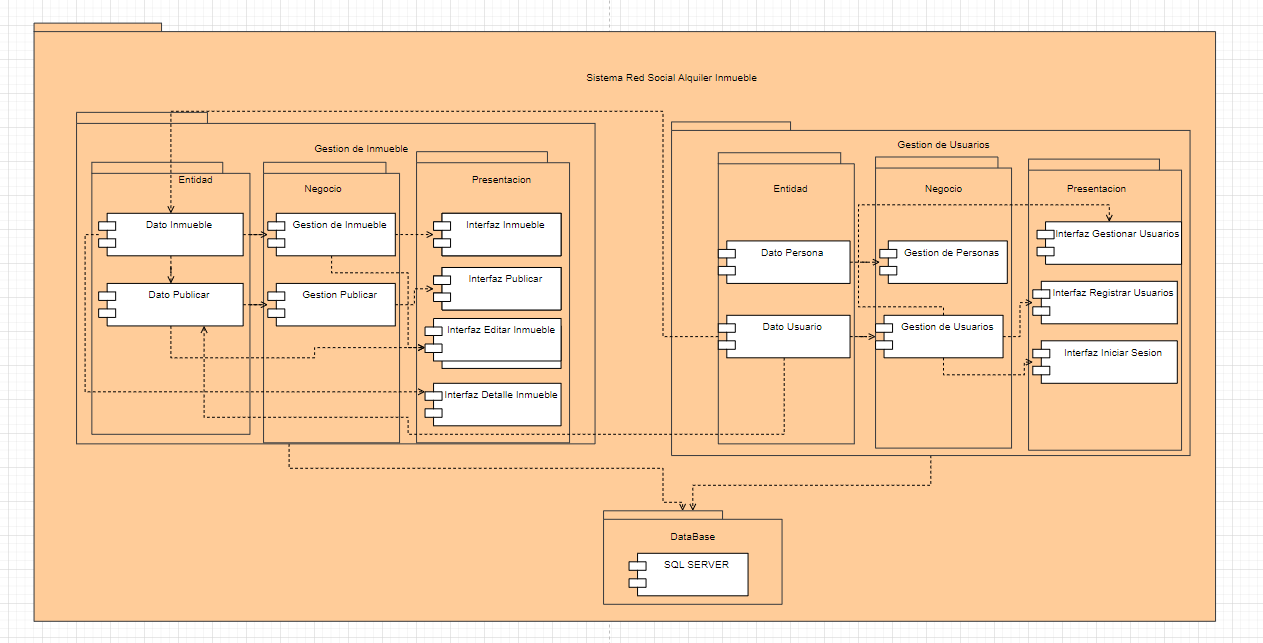 Sistema Red Social Alquiler Inmueble
Gestion de Inmueble
Entidad
Dato Inmueble
Dato Publicar
Negocio
Gestion de Inmueble
Gestion Publicar
Presentacion
Interfaz Inmueble
Interfaz Publicar
Interfaz Editar Inmueble
Interfaz Detalle Inmueble
Gestion de Usuarios
Entidad
Dato Persona
Dato Usuario
Negocio
Gestion de Personas
Gestion de Usuarios
Presentacion
Interfaz Gestionar Usuarios
Interfaz Registrar Usuarios
Interfaz Iniciar Sesion
DataBase
SQL SERVER